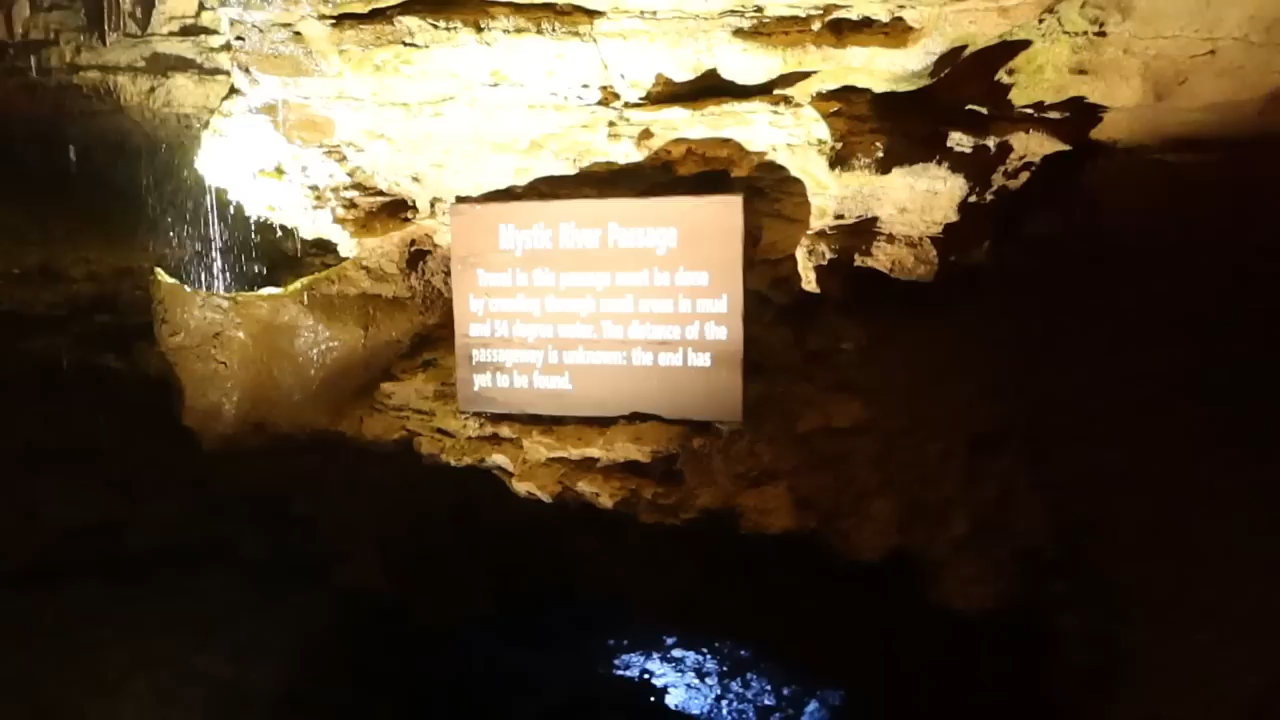 Mystic River Passage
Travel in this passage must be done
by crawling through small areas in mud
and 54 degree water. The distance of the
passageway is unknown: the end has
yet to be found.